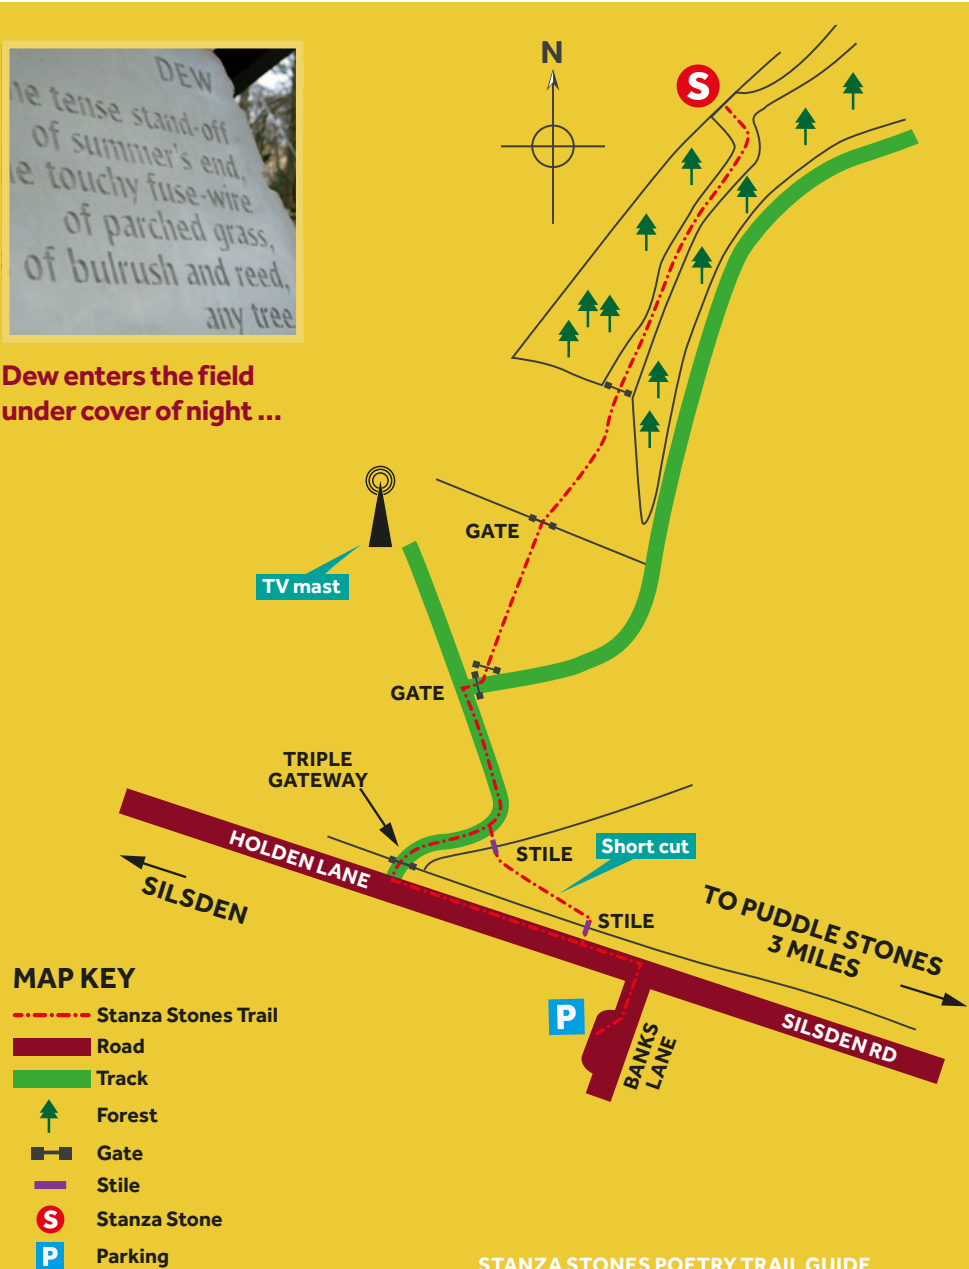 DEW
tense stand-off
of summer's end,
touchy fuse-wire
of parched grass,
of bulrush and reed,
any tree
Dew enters the field
under cover of night ...
N
S
GATE
TV mast
GATE
TRIPLE
GATEWAY
HOLDEN LANE
SILSDEN
STILE
Short cut
STILE
TO PUDDLE STONES
3 MILES
SILSDEN RD
P
BANKS
LANE
MAP KEY
Stanza Stones Trail
Road
Track
Forest
Gate
Stile
S Stanza Stone
P Parking
STANZA STONES POETRY TRAIL GUIDE